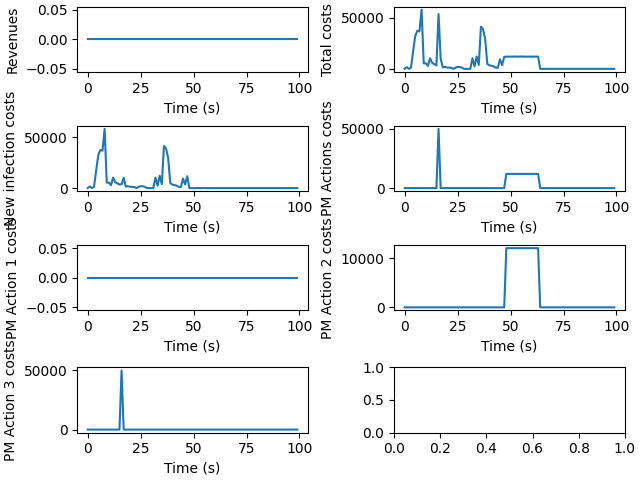 Revenues
0.05
0.00
−0.05
0 25 50 75 100
Time (s)
Total costs
50000
0
0 25 50 75 100
Time (s)
New infection costs
50000
0
0 25 50 75 100
Time (s)
PM Actions costs
50000
0
0 25 50 75 100
Time (s)
PM Action 1 costs
0.05
0.00
−0.05
0 25 50 75 100
Time (s)
PM Action 2 costs
10000
0
0 25 50 75 100
Time (s)
PM Action 3 costs
50000
0
0 25 50 75 100
Time (s)
1.0
0.5
0.0
0.0 0.2 0.4 0.6 0.8 1.0